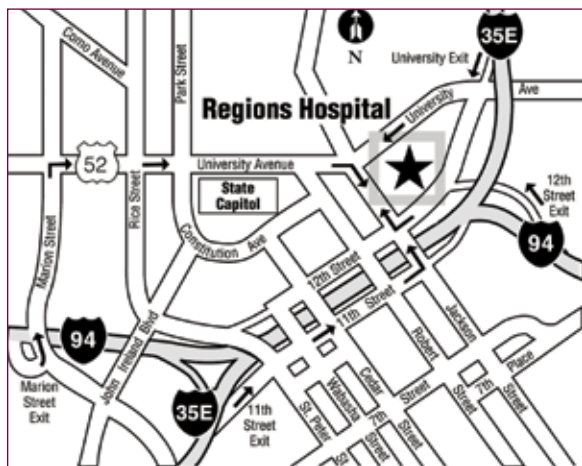 35E
Como Avenue
Park Street
N
University Exit
University
Ave
Regions Hospital
52
University Avenue
State
Capitol
12th
Street
Exit
Marion Street
Rice Street
Constitution Ave
12th Street
94
11th Street
94
John Ireland Blvd
Robert
Street
Jackson
Street
Marion
Street
Exit
35E
11th Street
Exit
St. Peter
St.
Wabasha
Street
Cedar
Street
7th
7th
Place